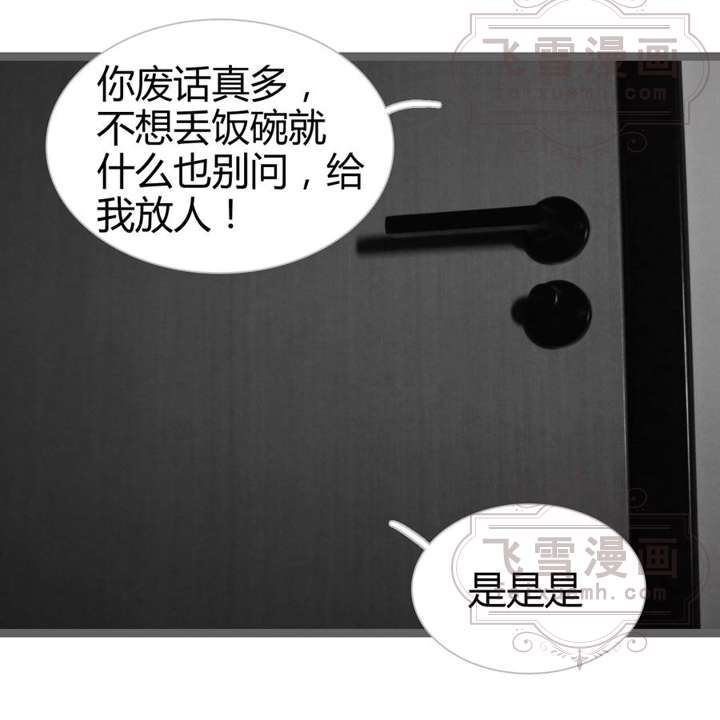 飞雪漫画
feixuemh.com
你废话真多，
不想丢饭碗就
什么也别问，给
我放人！
飞雪漫画
feixuemh.com
是是是